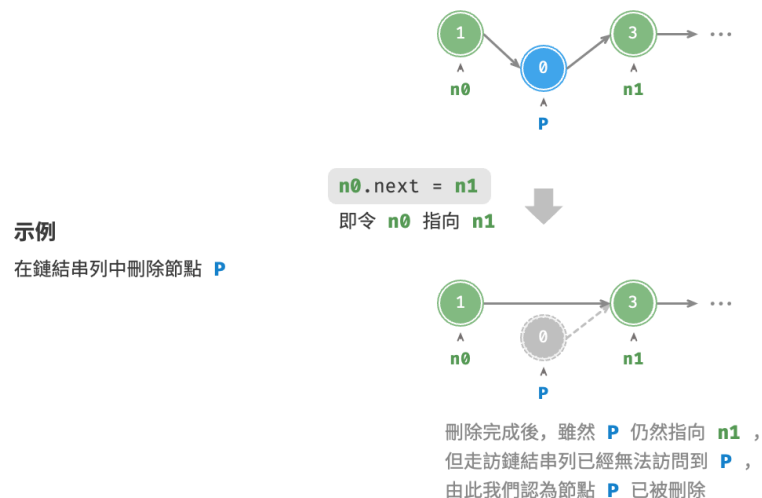 1
0
3
...
n0
n1
P
n0.next = n1
即令 n0 指向 n1
示例
在鏈結串列中刪除節點 P
1
0
3
...
n0
n1
P
刪除完成後，雖然 P 仍然指向 n1 ，
但走訪鏈結串列已經無法訪問到 P ，
由此我們認為節點 P 已被刪除